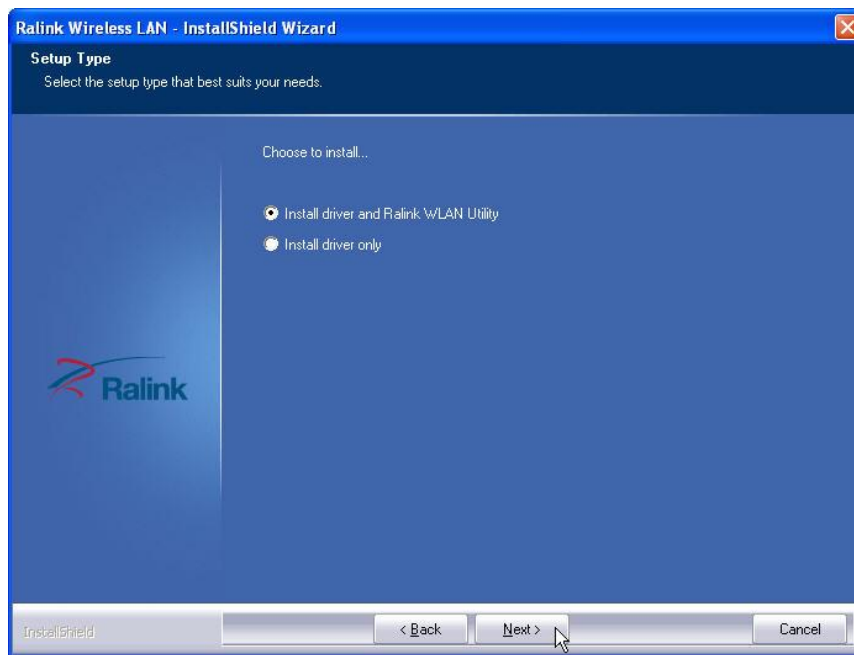 Ralink Wireless LAN - InstallShield Wizard
Setup Type
Select the setup type that best suits your needs.
Choose to install...
Install driver and Ralink WLAN Utility
Install driver only
Ralink
InstallShield
< Back
Next >
Cancel